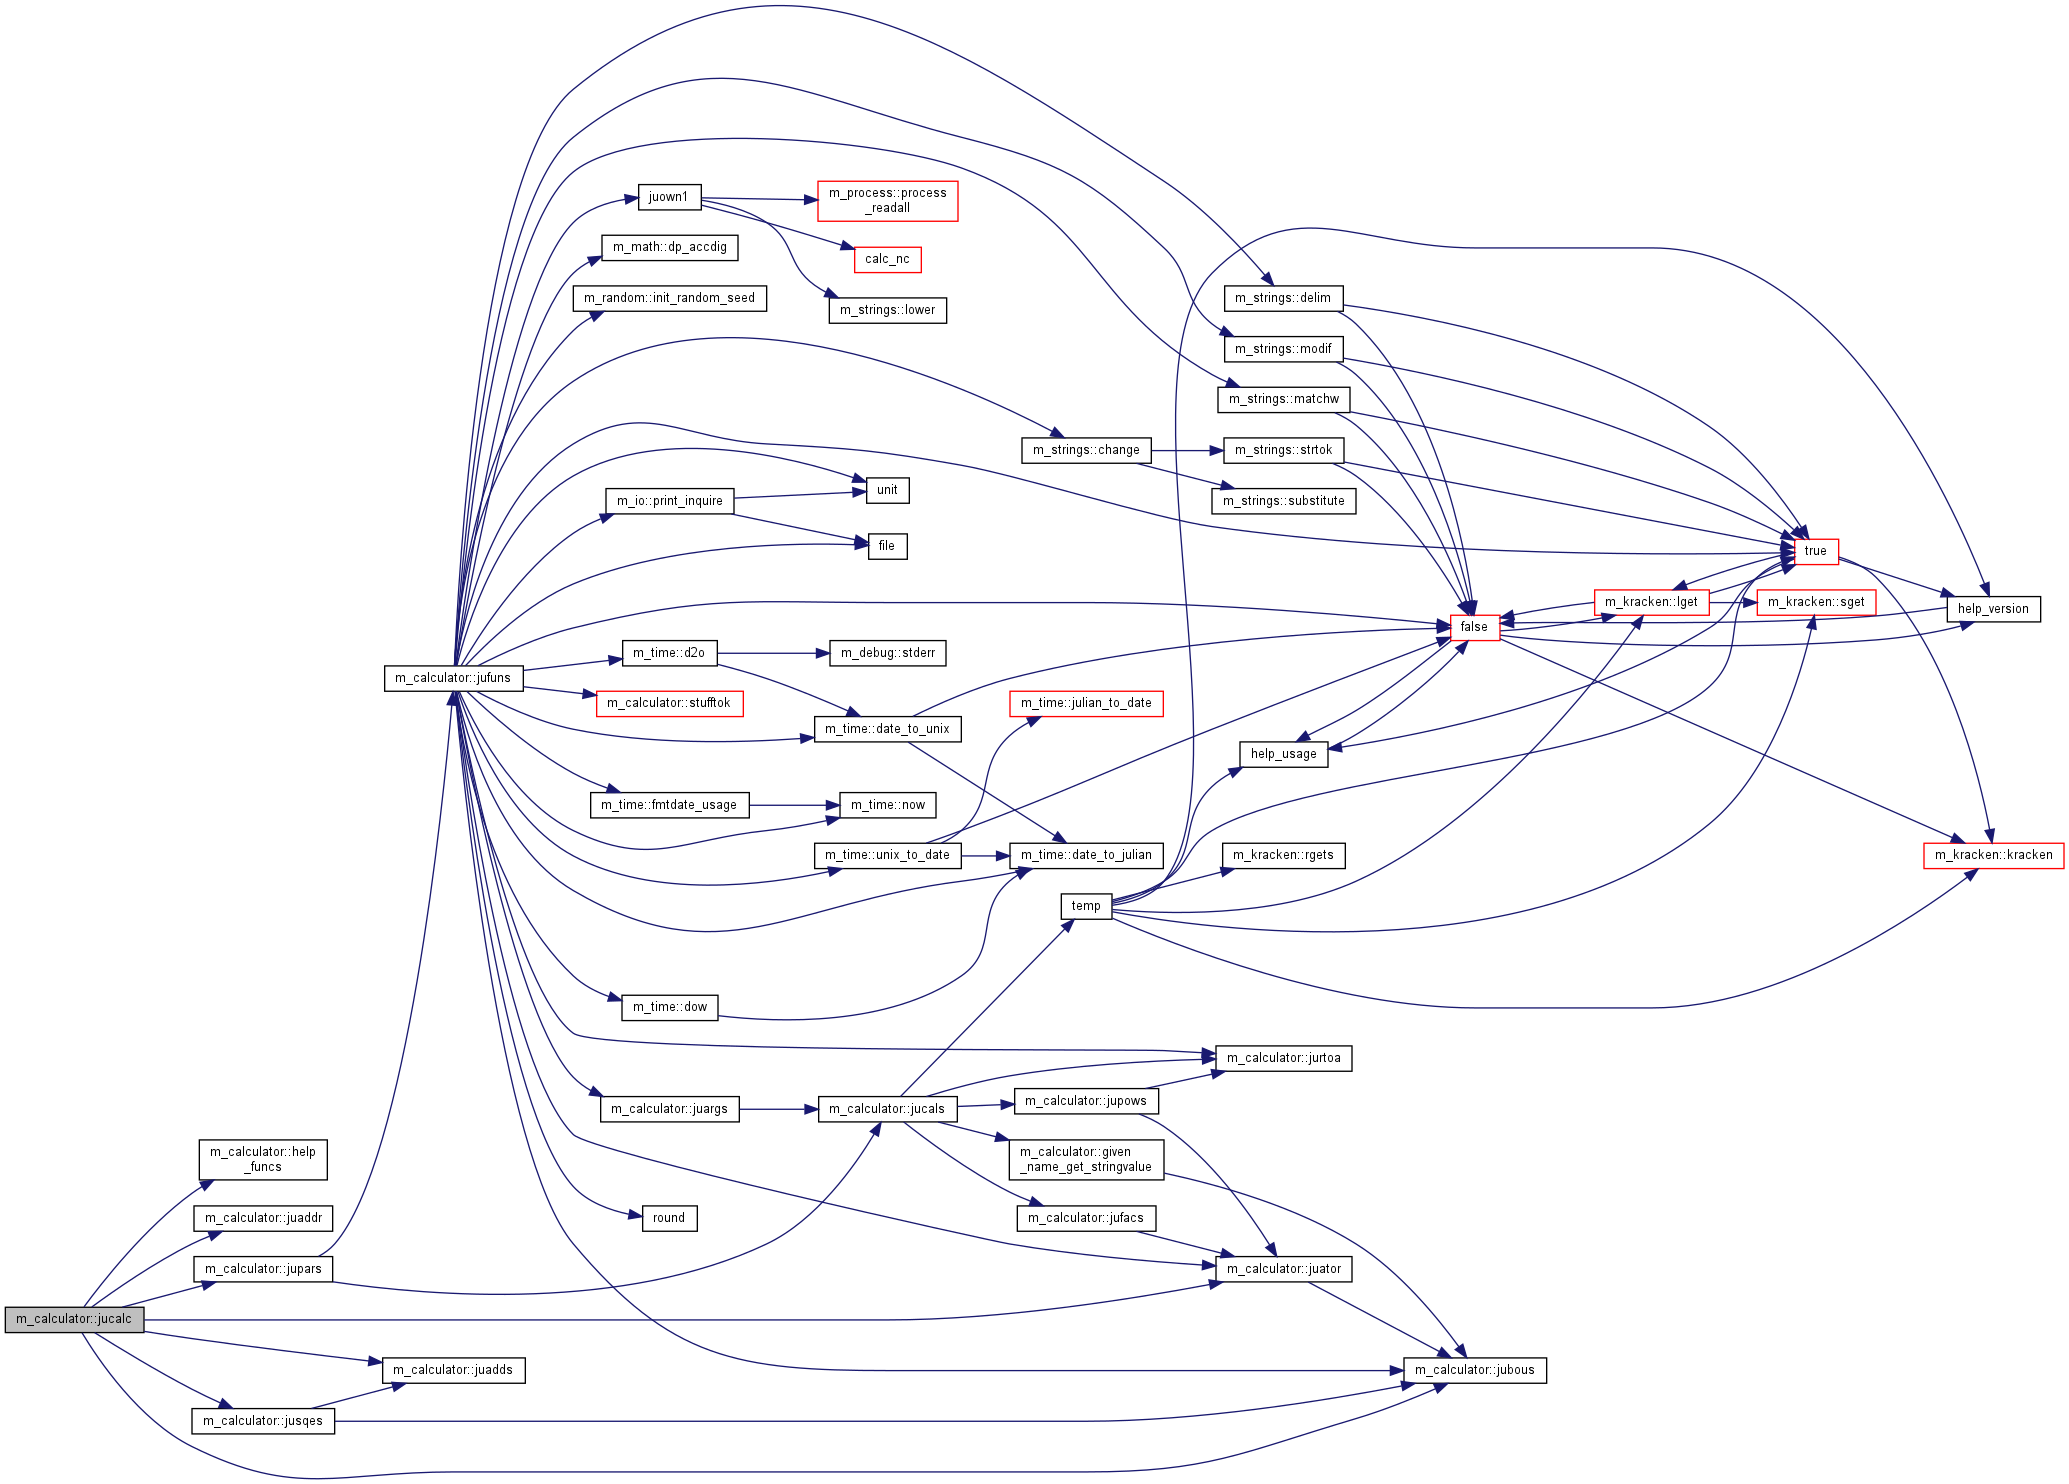 juown1
m_process::process
_readall
m_math::dp_accdig
calc_nc
m_random::init_random_seed
m_strings::lower
m_strings::delim
m_strings::modif
m_strings::matchw
m_strings::change
m_strings::strtok
m_io::print_inquire
unit
m_strings::substitute
file
true
m_kracken::lget
m_kracken::sget
help_version
false
m_time::d2o
m_debug::stderr
m_calculator::jufuns
m_calculator::stufftok
m_time::julian_to_date
m_time::date_to_unix
help_usage
m_time::fmtdate_usage
m_time::now
m_time::unix_to_date
m_time::date_to_julian
m_kracken::rgets
m_kracken::kracken
temp
m_time::dow
m_calculator::jurtoa
m_calculator::juargs
m_calculator::jucals
m_calculator::jupows
m_calculator::help
_funcs
m_calculator::given
_name_get_stringvalue
m_calculator::juaddr
round
m_calculator::jufacs
m_calculator::jupars
m_calculator::juator
m_calculator::jucalc
m_calculator::juadds
m_calculator::jubous
m_calculator::jusqes